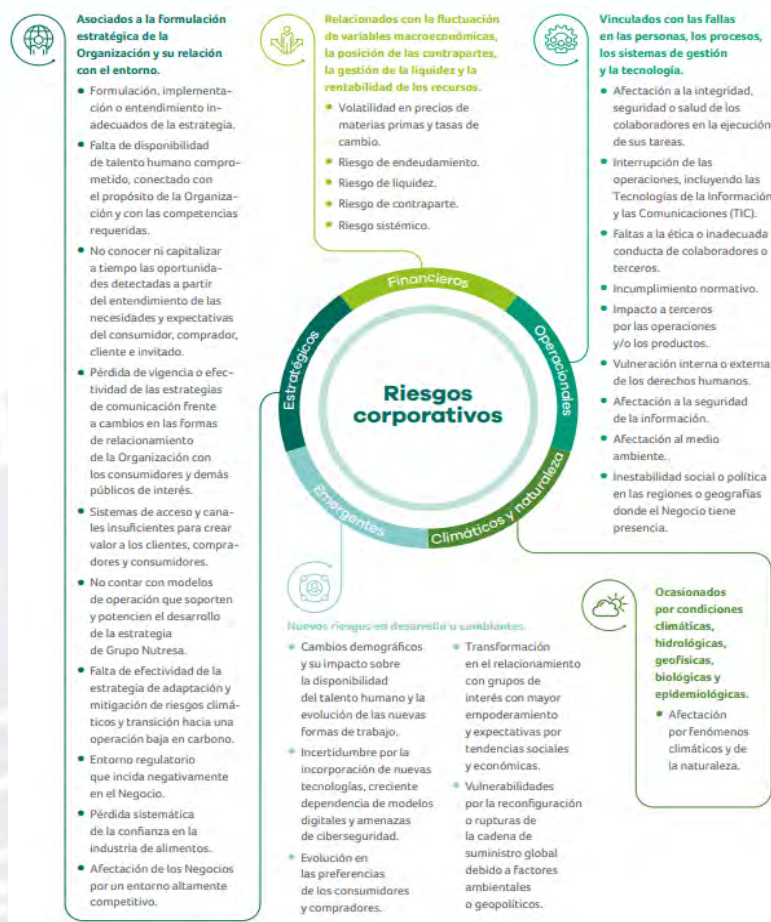 Asociados a la formulación
estratégica de la
Organización y su relación
con el entorno.
Formulación, implementa-
ción o entendimiento in-
adecuados de la estrategia.
Falta de disponibilidad
de talento humano compro-
metido, conectado con
el propósito de la Organiza-
ción y con las competencias
requeridas.
No conocer ni capitalizar
a tiempo las oportunida-
des detectadas a partir
del entendimiento de las
necesidades y expectativas
del consumidor, comprador,
cliente e invitado.
Pérdida de vigencia o efec-
tividad de las estrategias
de comunicación frente
a cambios en las formas
de relacionamiento
de la Organización con
los consumidores y demás
públicos de interés.
Sistemas de acceso y cana-
les insuficientes para crear
valor a los clientes, compra-
dores y consumidores.
No contar con modelos
de operación que soporten
y potencien el desarrollo
de la estrategia
de Grupo Nutresa.
Falta de efectividad de la
estrategia de adaptación y
mitigación de riesgos climá-
ticos y transición hacia una
operación baja en carbono.
Entorno regulatorio
que incida negativamente
en el Negocio.
Pérdida sistemática
de la confianza en la
industria de alimentos.
Afectación de los Negocios
por un entorno altamente
competitivo.
Relacionados con la fluctuación
de variables macroeconómicas,
la posición de las contrapartes,
la gestión de la liquidez y la
rentabilidad de los recursos.
Volatilidad en precios de
materias primas y tasas de
cambio.
Riesgo de endeudamiento.
Riesgo de liquidez.
Riesgo de contraparte.
Riesgo sistémico.
Vinculados con las fallas
en las personas, los procesos,
los sistemas de gestión
y la tecnología.
Afectación a la integridad,
seguridad o salud de los
colaboradores en la ejecución
de sus tareas.
Interrupción de las
operaciones, incluyendo las
Tecnologías de la Información
y las Comunicaciones (TIC).
Faltas a la ética o inadecuada
conducta de colaboradores o
terceros.
Incumplimiento normativo.
Impacto a terceros
por las operaciones
y/o los productos.
Vulneración interna o externa
de los derechos humanos.
Afectación a la seguridad
de la información.
Afectación al medio
ambiente.
Inestabilidad social o política
en las regiones o geografías
donde el Negocio tiene
presencia.
Financieros
Estratégicos
Operacionales
Riesgos
corporativos
Emergentes
Climáticos y naturaleza
Nuevos riesgos en desarrollo o cambiantes.
Cambios demográficos
y su impacto sobre
la disponibilidad
del talento humano y la
evolución de las nuevas
formas de trabajo.
Incertidumbre por la
incorporación de nuevas
tecnologías, creciente
dependencia de modelos
digitales y amenazas
de ciberseguridad.
Evolución en
las preferencias
de los consumidores
y compradores.
Transformación
en el relacionamiento
con grupos de
interés con mayor
empoderamiento
y expectativas por
tendencias sociales
y económicas.
Vulnerabilidades
por la reconfiguración
o rupturas de
la cadena de
suministro global
debido a factores
ambientales
o geopolíticos.
Ocasionados
por condiciones
climáticas,
hidrológicas,
geofísicas,
biológicas y
epidemiológicas.
Afectación
por fenómenos
climáticos y de
la naturaleza.